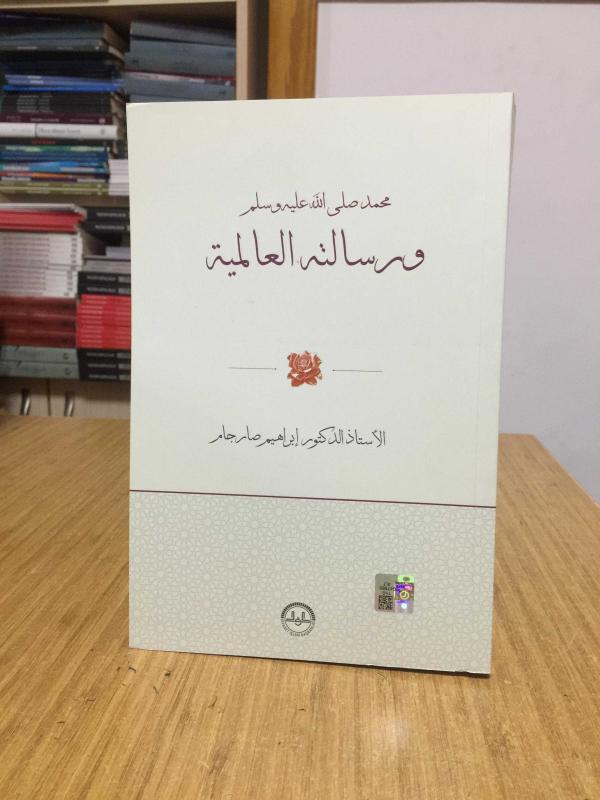 محمد صلى الله عليه وسلم
ورسالته العالمية
الأستاذ الدكتور إبراهيم صارجام